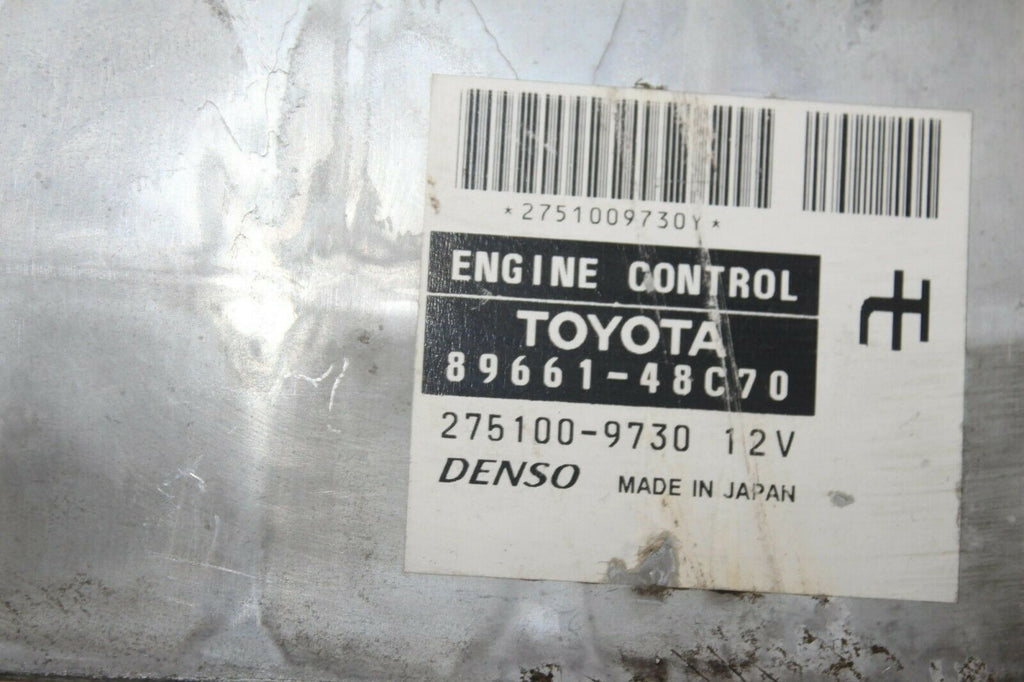 *2751009730Y*
ENGINE CONTROL
TOYOTA
89661-48C70
275100-9730 12V
DENSO MADE IN JAPAN